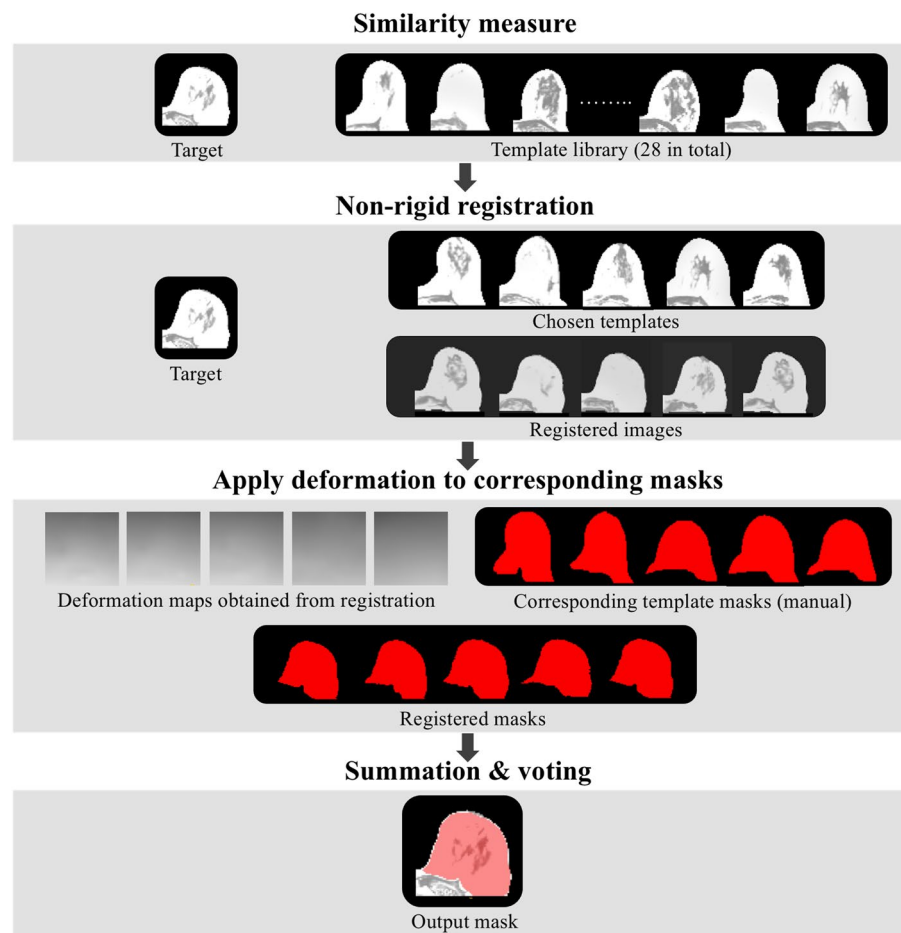 Similarity measure
Target
Template library (28 in total)
Non-rigid registration
Chosen templates
Target
Registered images
Apply deformation to corresponding masks
Deformation maps obtained from registration
Corresponding template masks (manual)
Registered masks
Summation & voting
Output mask